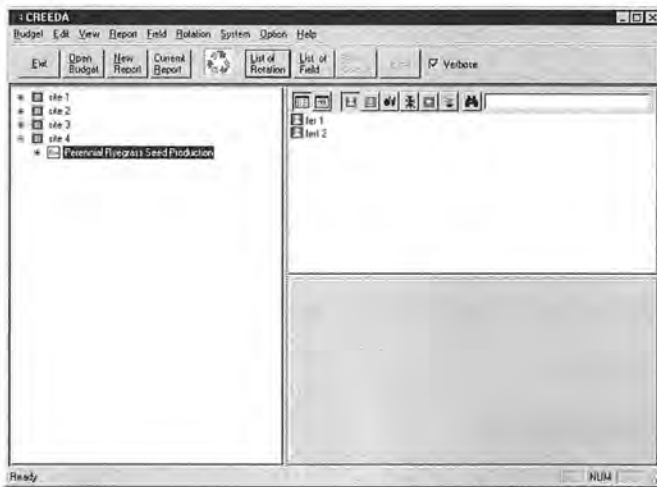 CREEDA
Budget Edit View Report Field Rotation System Option Help
Exit Open Budget New Report Current Report List of Rotation List of Field Verbose
site 1
site 2
site 3
site 4
Perennial Ryegrass Seed Production
fer 1
fert 2
Ready
NUM